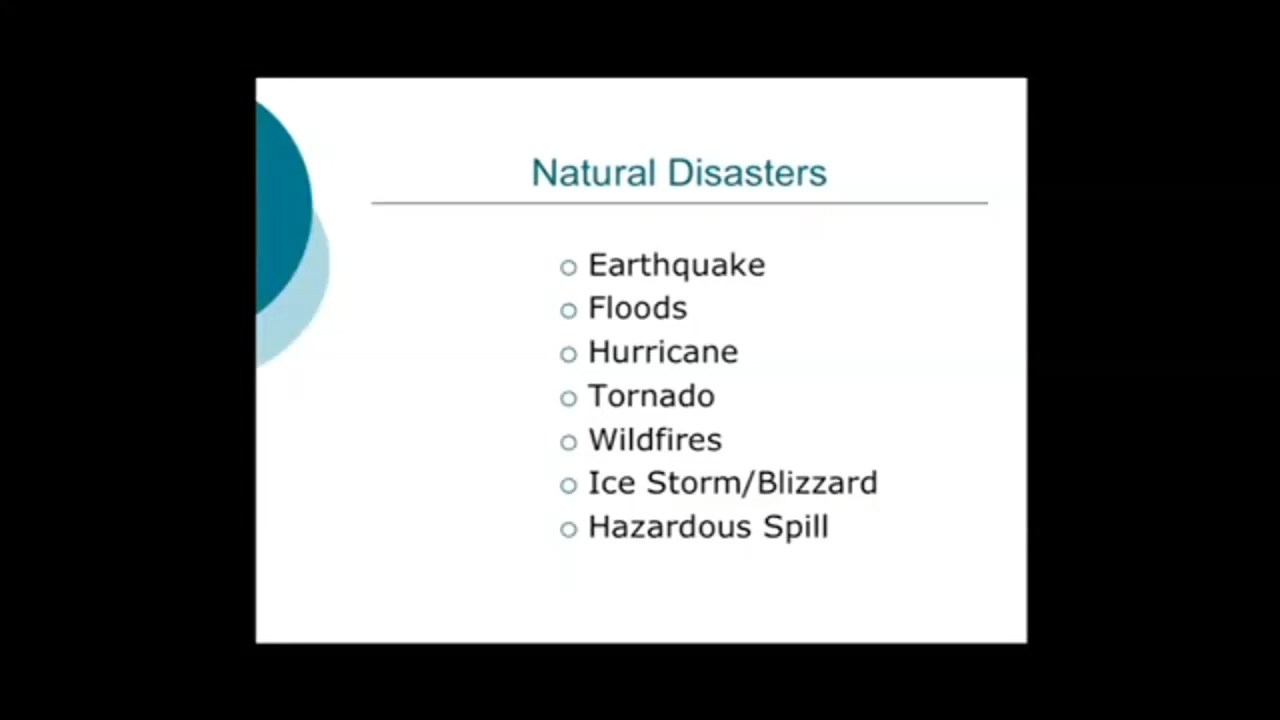 Natural Disasters
Earthquake
Floods
Hurricane
Tornado
Wildfires
Ice Storm/Blizzard
Hazardous Spill